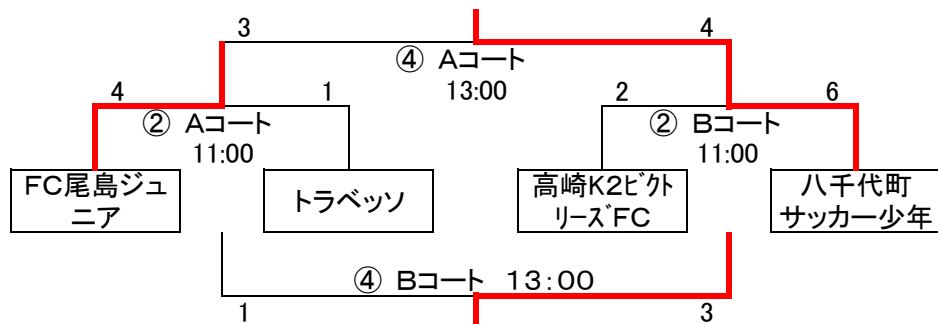 3
4
④ Aコート
13:00
4
1
2
6
② Aコート
11:00
② Bコート
11:00
FC尾島ジュ
ニア
トラベッソ
高崎K2ビクト
リーズFC
八千代町
サッカー少年
④ Bコート 13:00
1
3